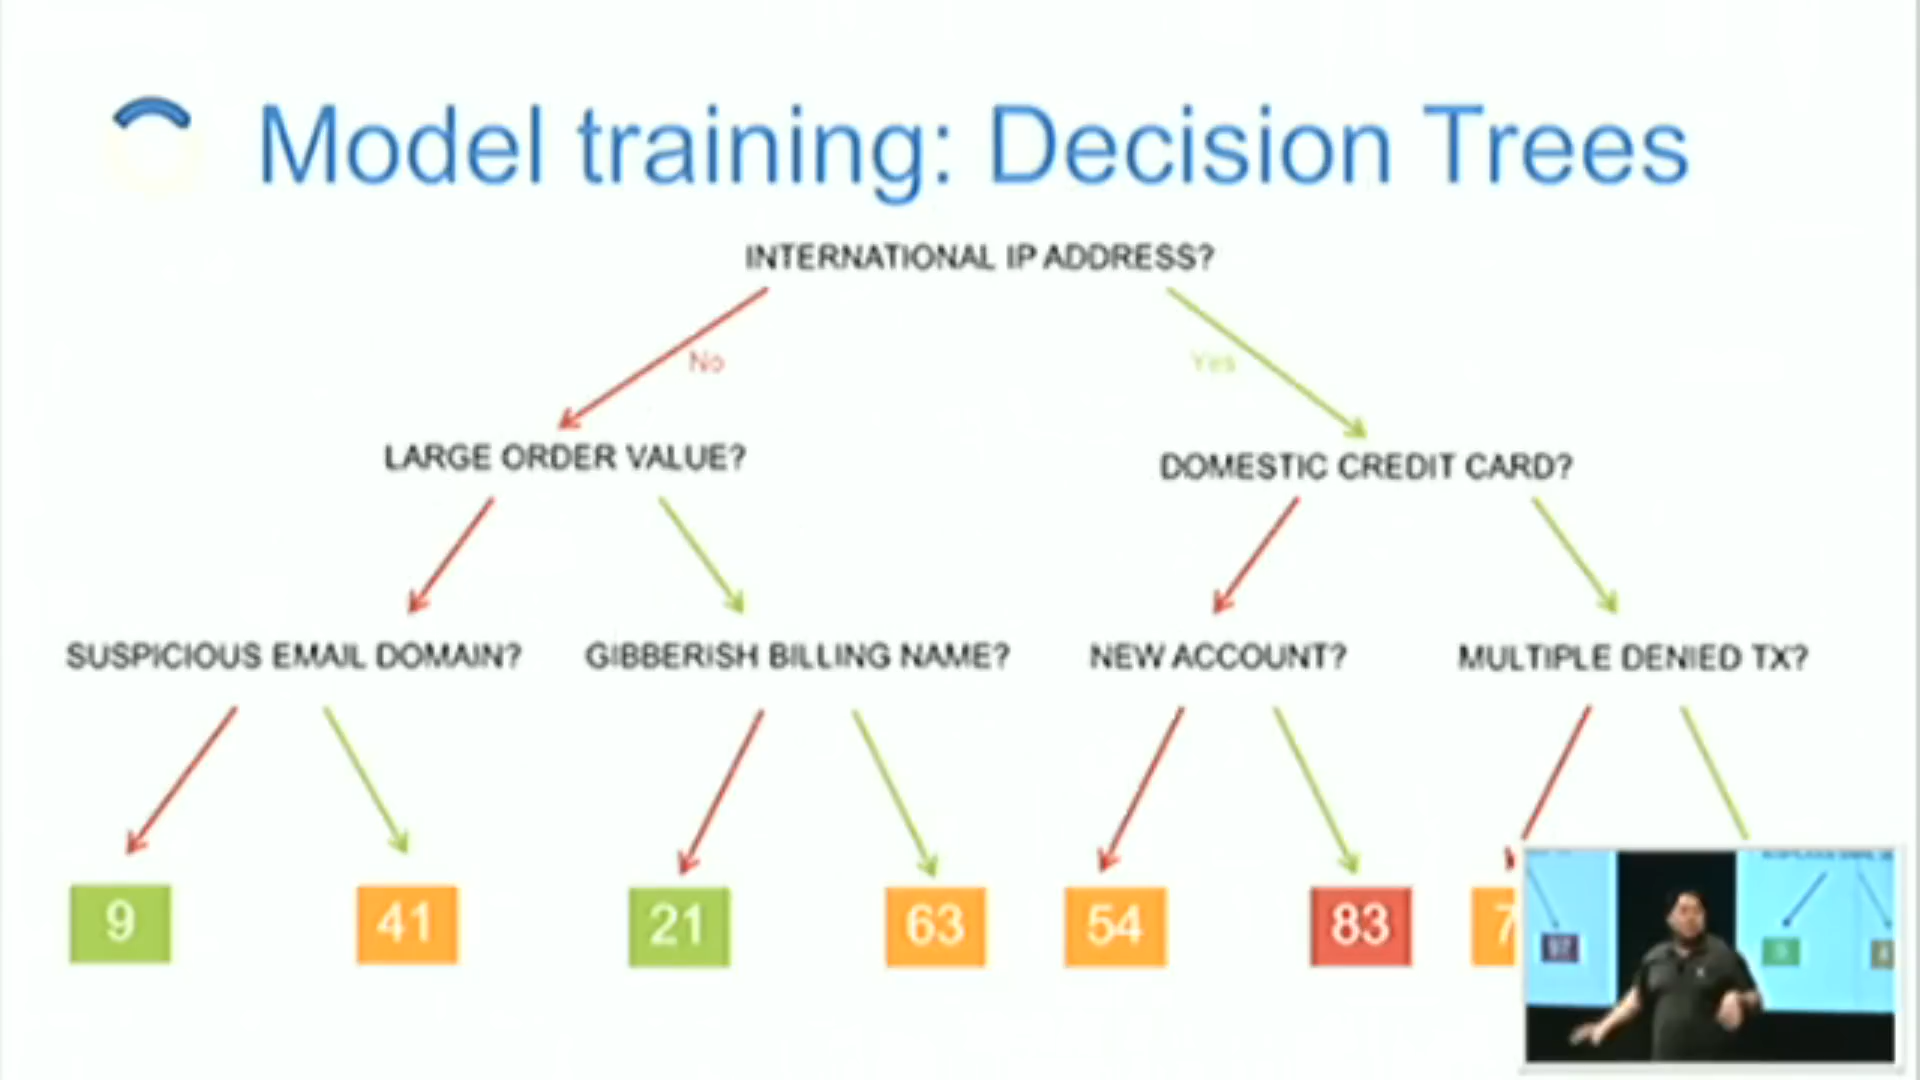 Model training: Decision Trees
INTERNATIONAL IP ADDRESS?
No
Yes
LARGE ORDER VALUE?
DOMESTIC CREDIT CARD?
SUSPICIOUS EMAIL DOMAIN?
GIBBERISH BILLING NAME?
NEW ACCOUNT?
MULTIPLE DENIED TX?
9
41
21
63
54
83
7